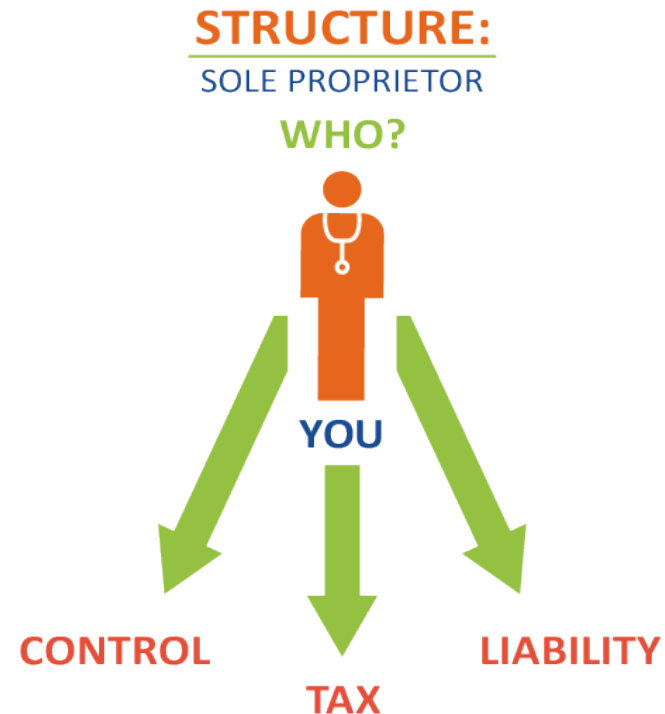 STRUCTURE:
SOLE PROPRIETOR
WHO?
YOU
CONTROL
TAX
LIABILITY